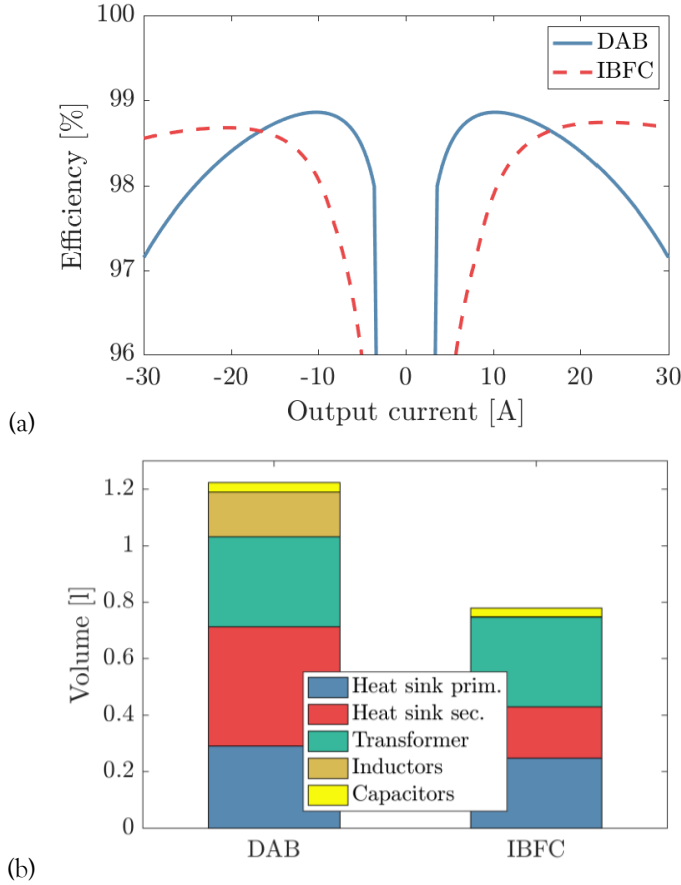 100
99
98
97
96
Efficiency [%]
DAB
IBFC
-30
-20
-10
0
10
20
30
Output current [A]
(a)
1.2
1
0.8
0.6
0.4
0.2
0
Volume [l]
Heat sink prim.
Heat sink sec.
Transformer
Inductors
Capacitors
DAB
IBFC
(b)